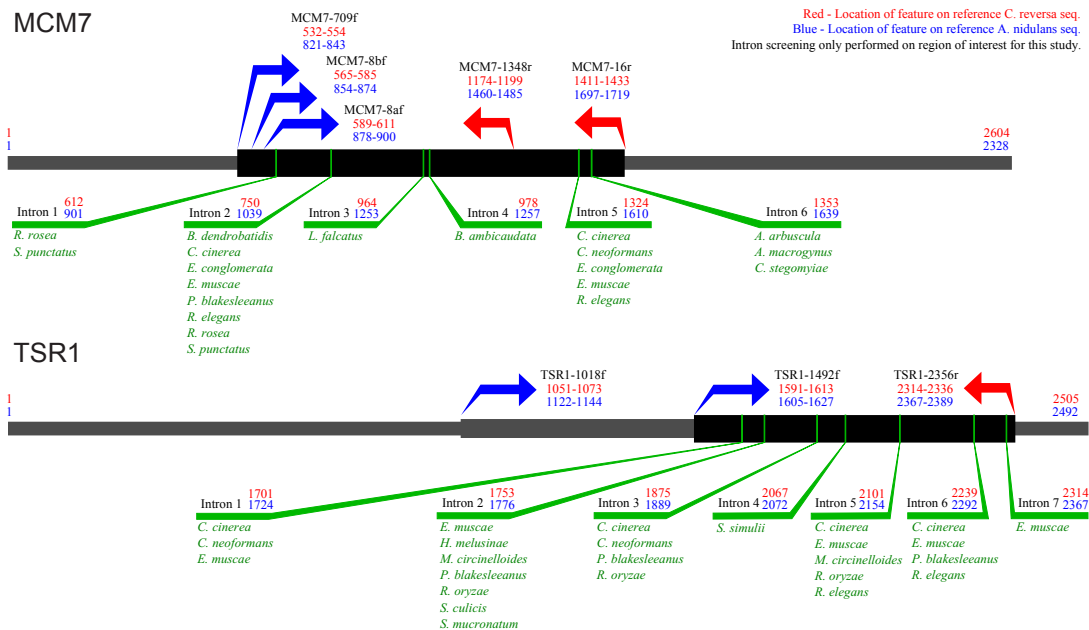 MCM7
Red - Location of feature on reference C. reversa seq.
Blue - Location of feature on reference A. nidulans seq.
Intron screening only performed on region of interest for this study.
MCM7-709f
532-554
821-843
MCM7-8bf
565-585
854-874
MCM7-8af
589-611
878-900
MCM7-1348r
1174-1199
1460-1485
MCM7-16r
1411-1433
1697-1719
1
1
2604
2328
Intron 1 612
901
R. rosea
S. punctatus
Intron 2 750
1039
B. dendrobatidis
C. cinerea
E. conglomerata
E. muscae
P. blakesleeanus
R. elegans
R. rosea
S. punctatus
Intron 3 964
1253
L. falcatus
Intron 4 978
1257
B. ambicaudata
Intron 5 1324
1610
C. cinerea
C. neoformans
E. conglomerata
E. muscae
R. elegans
Intron 6 1353
1639
A. arbuscula
A. macrogynus
C. stegomyiae
TSR1
TSR1-1018f
1051-1073
1122-1144
TSR1-1492f
1591-1613
1605-1627
TSR1-2356r
2314-2336
2367-2389
1
1
2505
2492
Intron 1 1701
1724
C. cinerea
C. neoformans
E. muscae
Intron 2 1753
1776
E. muscae
H. melusinae
M. circinelloides
P. blakesleeanus
R. oryzae
S. culicis
S. mucronatum
Intron 3 1875
1889
C. cinerea
C. neoformans
P. blakesleeanus
R. oryzae
Intron 4 2067
2072
S. simulii
Intron 5 2101
2154
C. cinerea
E. muscae
M. circinelloides
R. oryzae
R. elegans
Intron 6 2239
2292
C. cinerea
E. muscae
P. blakesleeanus
R. elegans
Intron 7 2314
2367
E. muscae